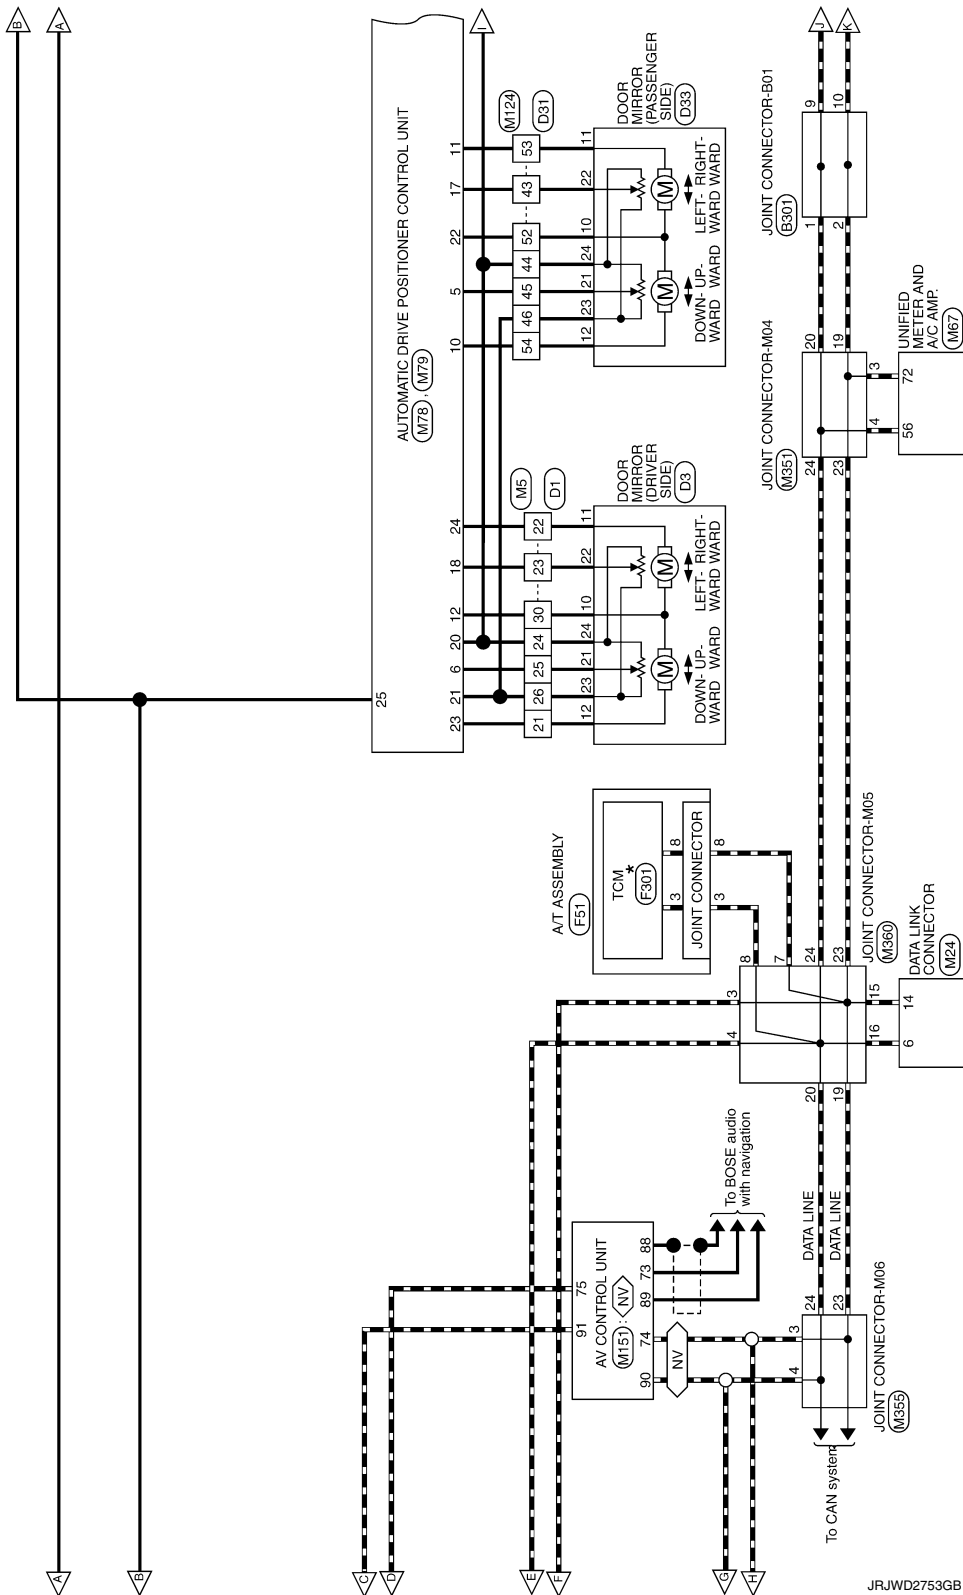 B
A
I
J
K
AUTOMATIC DRIVE POSITIONER CONTROL UNIT
M78 , M79
25
11
17
22
5
10
24
18
12
20
6
21
23
M124
D31
53
43
52
44
45
46
54
11
22
10
24
21
23
12
DOOR
MIRROR
(PASSENGER
SIDE)
D33
M
M
LEFT- RIGHT-
WARD WARD
DOWN- UP-
WARD WARD
M5
D1
22
23
30
24
25
26
21
11
22
10
24
21
23
12
DOOR
MIRROR
(DRIVER
SIDE)
D3
M
M
LEFT- RIGHT-
WARD WARD
DOWN- UP-
WARD WARD
JOINT CONNECTOR-B01
B301
9
10
1
2
JOINT CONNECTOR-M04
M351
20
19
24
23
3
4
UNIFIED
METER AND
A/C AMP.
M67
72
56
A/T ASSEMBLY
F51
TCM
*
F301
3
8
JOINT CONNECTOR
3
8
JOINT CONNECTOR-M05
M360
8
7
24
23
3
4
15
16
20
19
DATA LINK
CONNECTOR
M24
14
6
AV CONTROL UNIT
M151 : NV
75
91
88
73
89
74
90
NV
To BOSE audio
with navigation
DATA LINE
DATA LINE
JOINT CONNECTOR-M06
M355
24
23
3
4
To CAN system
A
B
C
D
E
F
G
H
JRJWD2753GB